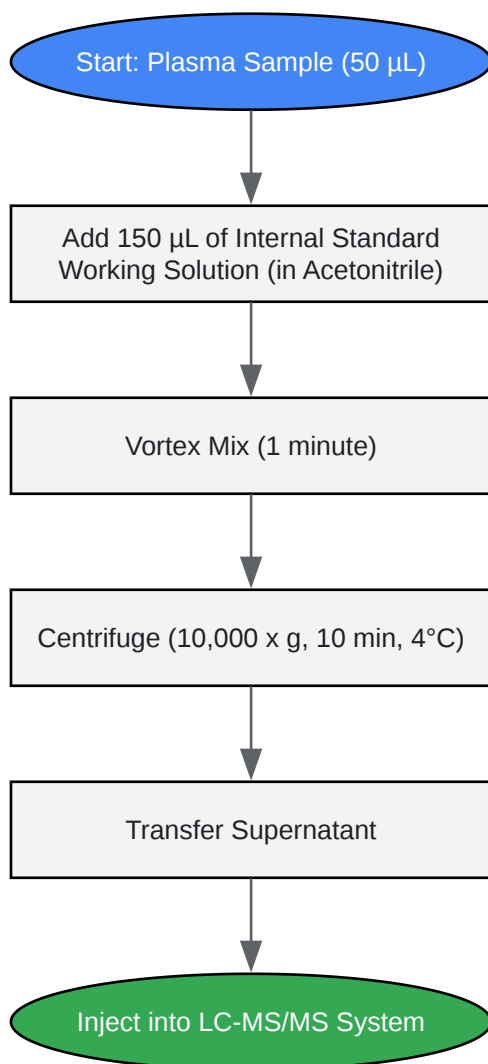 Start: Plasma Sample (50 µL)
Add 150 µL of Internal Standard
Working Solution (in Acetonitrile)
Vortex Mix (1 minute)
Centrifuge (10,000 x g, 10 min, 4°C)
Transfer Supernatant
Inject into LC-MS/MS System